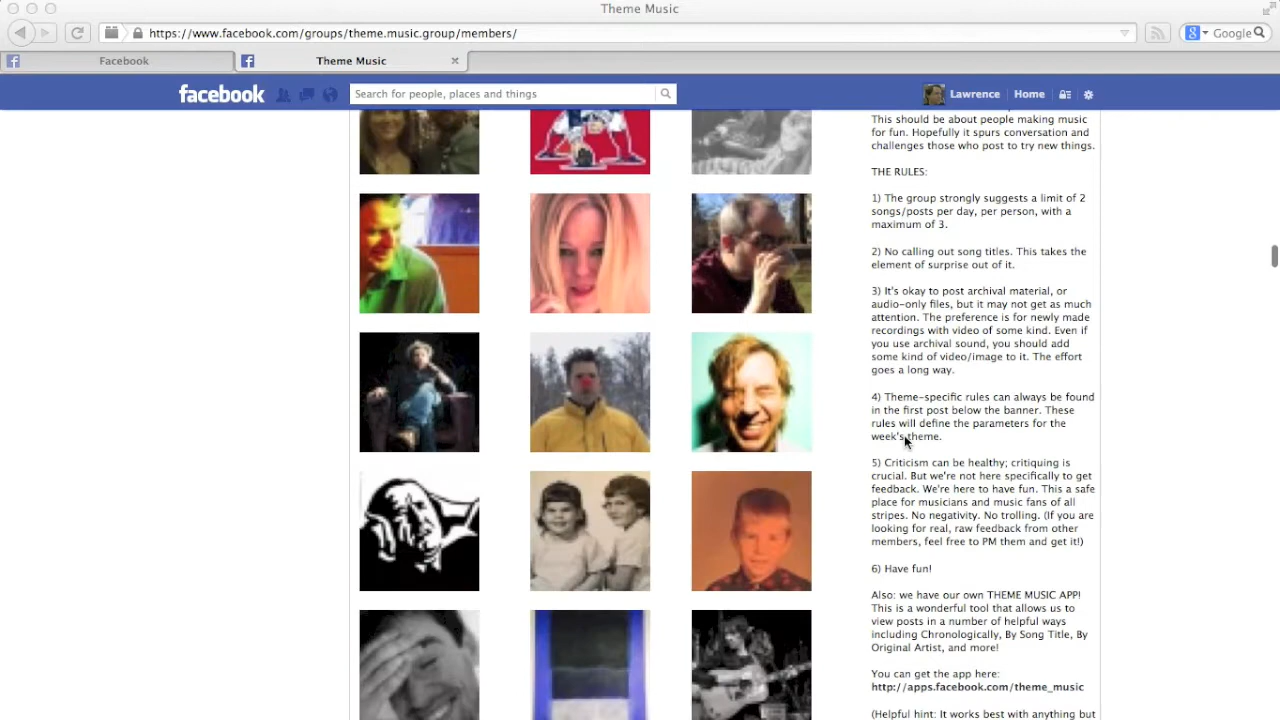 Theme Music
https://www.facebook.com/groups/theme.music.group/members/
Google
Facebook
Theme Music
facebook
Search for people, places and things
Lawrence
Home
This should be about people making music
for fun. Hopefully it spurs conversation and
challenges those who post to try new things.
THE RULES:
1) The group strongly suggests a limit of 2
songs/posts per day, per person, with a
maximum of 3.
2) No calling out song titles. This takes the
element of surprise out of it.
3) It's okay to post archival material, or
audio-only files, but it may not get as much
attention. The preference is for newly made
recordings with video of some kind. Even if
you use archival sound, you should add
some kind of video/image to it. The effort
goes a long way.
4) Theme-specific rules can always be found
in the first post below the banner. These
rules will define the parameters for the
week's theme.
5) Criticism can be healthy; critiquing is
crucial. But we're not here specifically to get
feedback. We're here to have fun. This a safe
place for musicians and music fans of all
stripes. No negativity. No trolling. (If you are
looking for real, raw feedback from other
members, feel free to PM them and get it!)
6) Have fun!
Also: we have our own THEME MUSIC APP!
This is a wonderful tool that allows us to
view posts in a number of helpful ways
including Chronologically, By Song Title, By
Original Artist, and more!
You can get the app here:
http://apps.facebook.com/theme_music
(Helpful hint: It works best with anything but